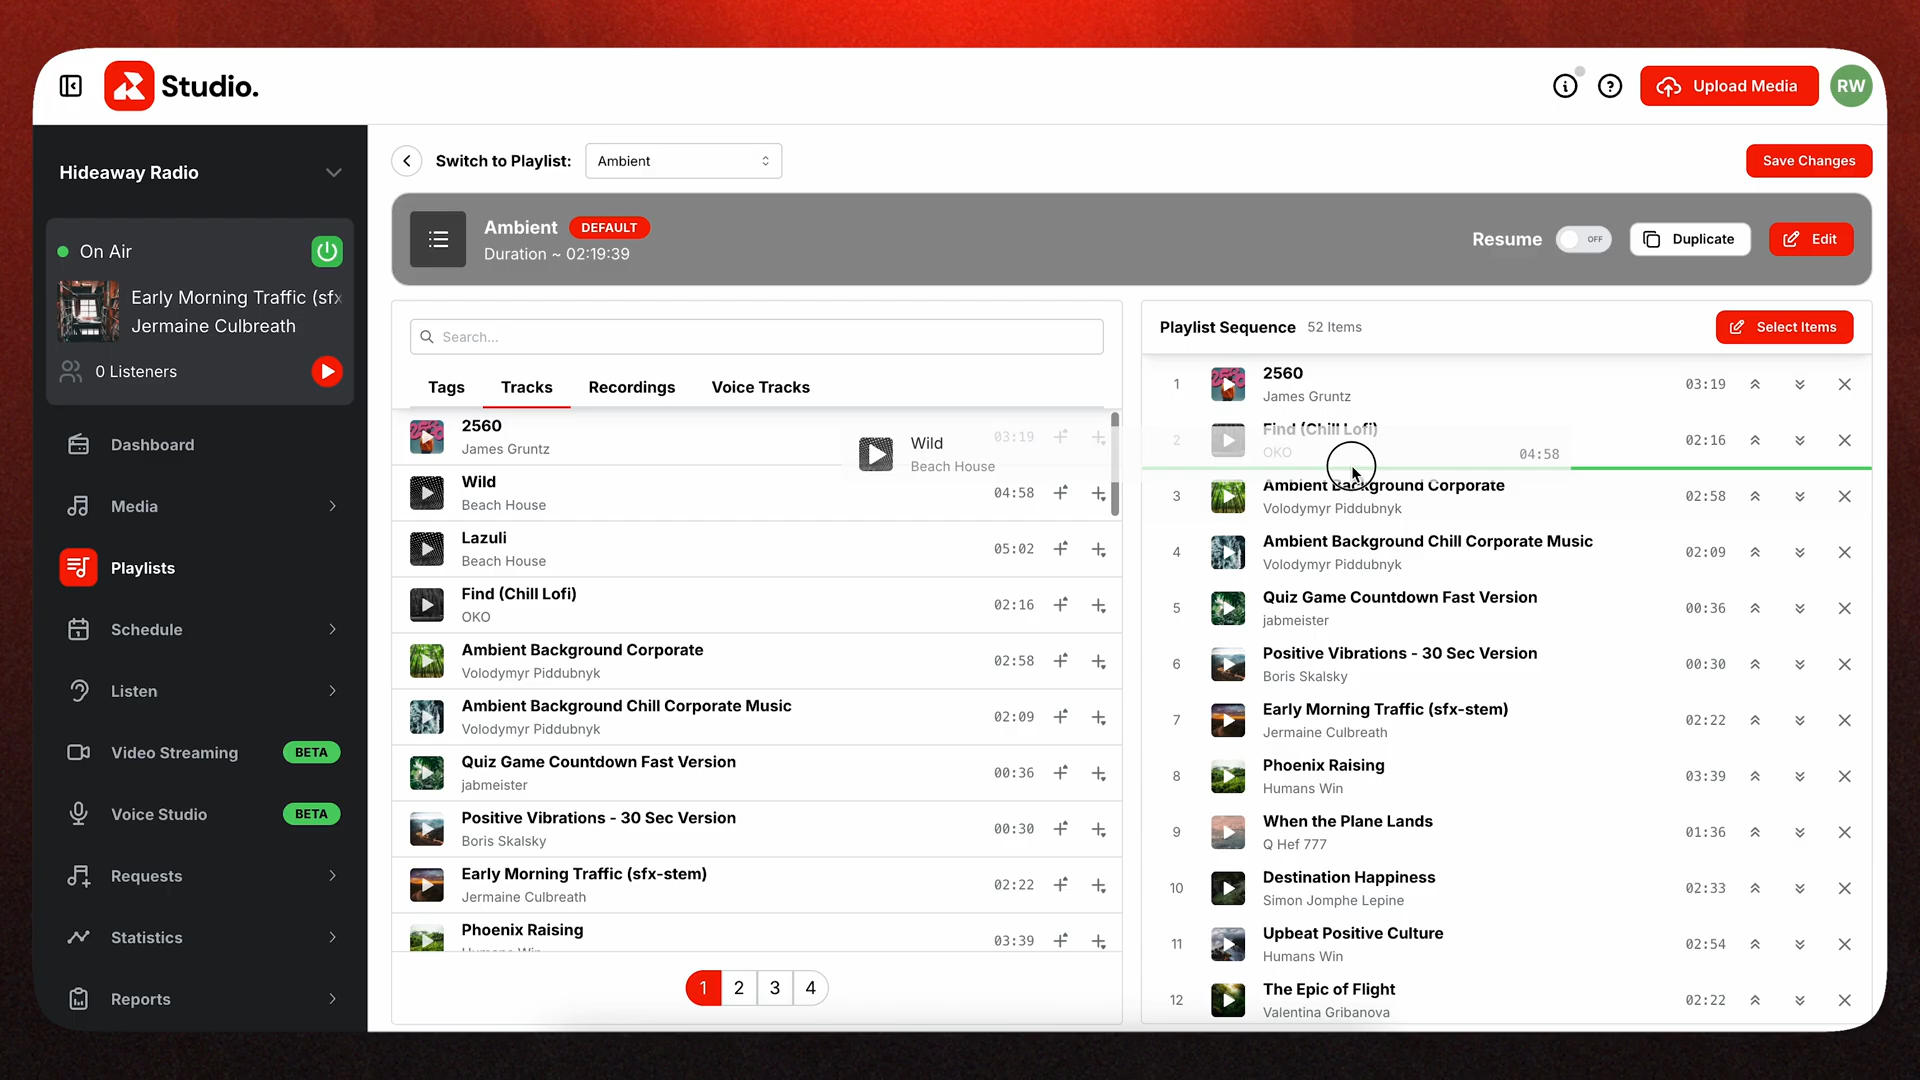 Studio.
Upload Media
RW
Hideaway Radio
On Air
Early Morning Traffic (sfx
Jermaine Culbreath
0 Listeners
Dashboard
Media
Playlists
Schedule
Listen
Video Streaming BETA
Voice Studio BETA
Requests
Statistics
Reports
Switch to Playlist: Ambient
Save Changes
Ambient DEFAULT
Duration ~ 02:19:39
Resume OFF Duplicate Edit
Search...
Tags Tracks Recordings Voice Tracks
2560
James Gruntz
03:19
Wild
Beach House
04:58
Lazuli
Beach House
05:02
Find (Chill Lofi)
OKO
02:16
Ambient Background Corporate
Volodymyr Piddubnyk
02:58
Ambient Background Chill Corporate Music
Volodymyr Piddubnyk
02:09
Quiz Game Countdown Fast Version
jabmeister
00:36
Positive Vibrations - 30 Sec Version
Boris Skalsky
00:30
Early Morning Traffic (sfx-stem)
Jermaine Culbreath
02:22
Phoenix Raising
Humans Win
03:39
1 2 3 4
Wild
Beach House
04:58
Playlist Sequence 52 Items
Select Items
1
2560
James Gruntz
03:19
2
Find (Chill Lofi)
OKO
02:16
3
Ambient Background Corporate
Volodymyr Piddubnyk
02:58
4
Ambient Background Chill Corporate Music
Volodymyr Piddubnyk
02:09
5
Quiz Game Countdown Fast Version
jabmeister
00:36
6
Positive Vibrations - 30 Sec Version
Boris Skalsky
00:30
7
Early Morning Traffic (sfx-stem)
Jermaine Culbreath
02:22
8
Phoenix Raising
Humans Win
03:39
9
When the Plane Lands
Q Hef 777
01:36
10
Destination Happiness
Simon Jomphe Lepine
02:33
11
Upbeat Positive Culture
Humans Win
02:54
12
The Epic of Flight
Valentina Gribanova
02:22